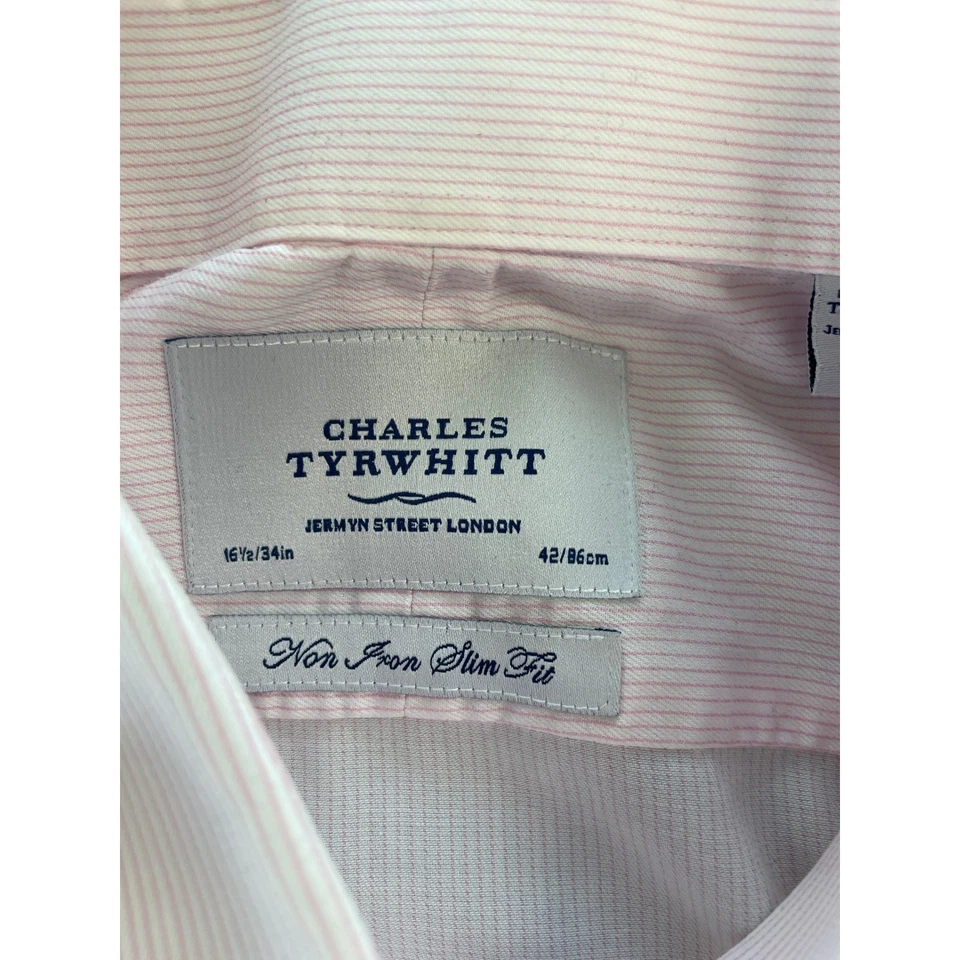 CHARLES
TYRWHITT
JERMYN STREET LONDON
16½/34in 42/86cm
Non Iron Slim Fit